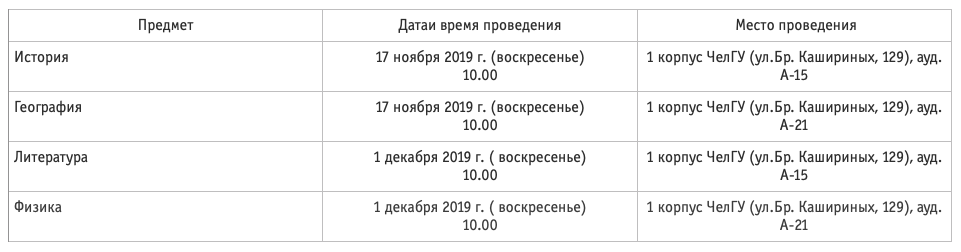 Предмет
Датаи время проведения
Место проведения
История
17 ноября 2019 г. (воскресенье)
10.00
1 корпус ЧелГУ (ул.Бр. Кашириных, 129), ауд.
А-15
География
17 ноября 2019 г. (воскресенье)
10.00
1 корпус ЧелГУ (ул.Бр. Кашириных, 129), ауд.
А-21
Литература
1 декабря 2019 г. ( воскресенье)
10.00
1 корпус ЧелГУ (ул.Бр. Кашириных, 129), ауд.
А-15
Физика
1 декабря 2019 г. ( воскресенье)
10.00
1 корпус ЧелГУ (ул.Бр. Кашириных, 129), ауд.
А-21